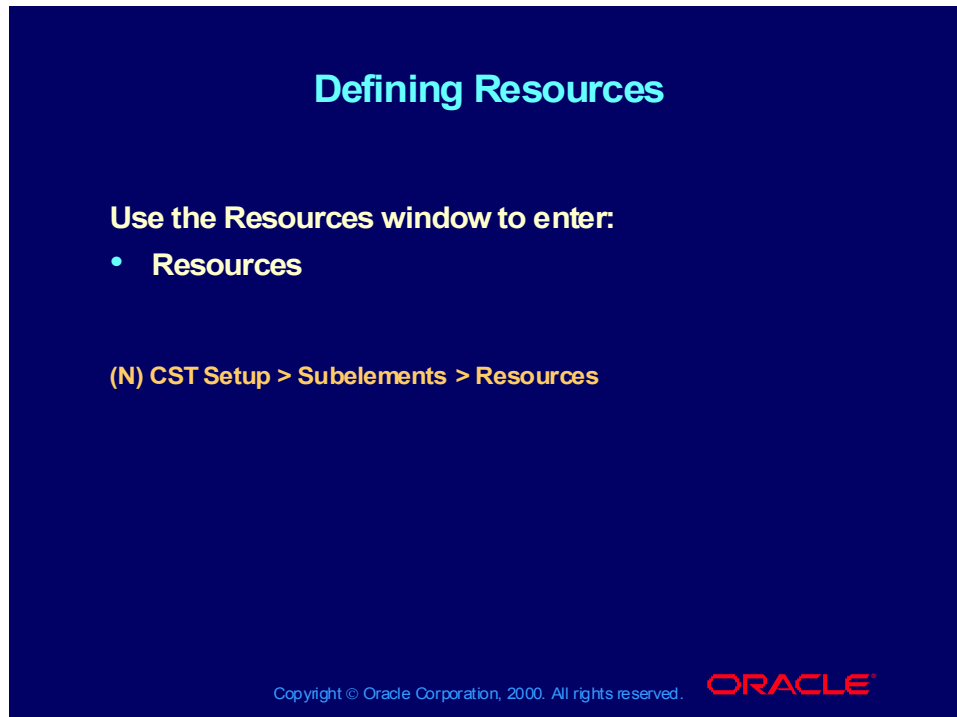 Defining Resources
Use the Resources window to enter:
• Resources
(N) CST Setup > Subelements > Resources
Copyright © Oracle Corporation, 2000. All rights reserved.
ORACLE®